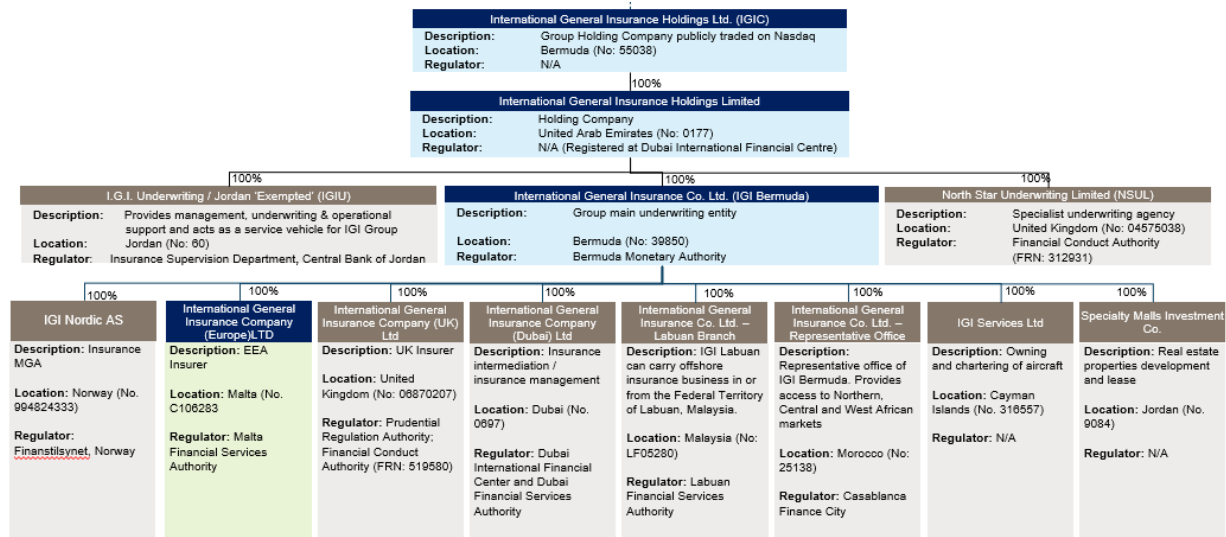 International General Insurance Holdings Ltd. (IGIC)
Description: Group Holding Company publicly traded on Nasdaq
Location: Bermuda (No: 55038)
Regulator: N/A
100%
International General Insurance Holdings Limited
Description: Holding Company
Location: United Arab Emirates (No: 0177)
Regulator: N/A (Registered at Dubai International Financial Centre)
100%
100%
100%
I.G.I. Underwriting / Jordan 'Exempted' (IGIU)
Description: Provides management, underwriting & operational
support and acts as a service vehicle for IGI Group
Location: Jordan (No: 60)
Regulator: Insurance Supervision Department, Central Bank of Jordan
International General Insurance Co. Ltd. (IGI Bermuda)
Description: Group main underwriting entity
Location: Bermuda (No: 39850)
Regulator: Bermuda Monetary Authority
North Star Underwriting Limited (NSUL)
Description: Specialist underwriting agency
Location: United Kingdom (No: 04575038)
Regulator: Financial Conduct Authority
(FRN: 312931)
100%
100%
100%
100%
100%
100%
100%
100%
IGI Nordic AS
Description: Insurance
MGA
Location: Norway (No.
994824333)
Regulator:
Finanstilsynet, Norway
International General
Insurance Company
(Europe)LTD
Description: EEA
Insurer
Location: Malta (No.
C106283
Regulator: Malta
Financial Services
Authority
International General
Insurance Company (UK)
Ltd
Description: UK Insurer
Location: United
Kingdom (No: 06870207)
Regulator: Prudential
Regulation Authority;
Financial Conduct
Authority (FRN: 519580)
International General
Insurance Company
(Dubai) Ltd
Description: Insurance
intermediation /
insurance management
Location: Dubai (No.
0697)
Regulator: Dubai
International Financial
Center and Dubai
Financial Services
Authority
International General
Insurance Co. Ltd. –
Labuan Branch
Description: IGI Labuan
can carry offshore
insurance business in or
from the Federal Territory
of Labuan, Malaysia.
Location: Malaysia (No:
LF05280)
Regulator: Labuan
Financial Services
Authority
International General
Insurance Co. Ltd. –
Representative Office
Description:
Representative office of
IGI Bermuda. Provides
access to Northern,
Central and West African
markets
Location: Morocco (No:
25138)
Regulator: Casablanca
Finance City
IGI Services Ltd
Description: Owning
and chartering of aircraft
Location: Cayman
Islands (No. 316557)
Regulator: N/A
Specialty Malls Investment
Co.
Description: Real estate
properties development
and lease
Location: Jordan (No.
9084)
Regulator: N/A